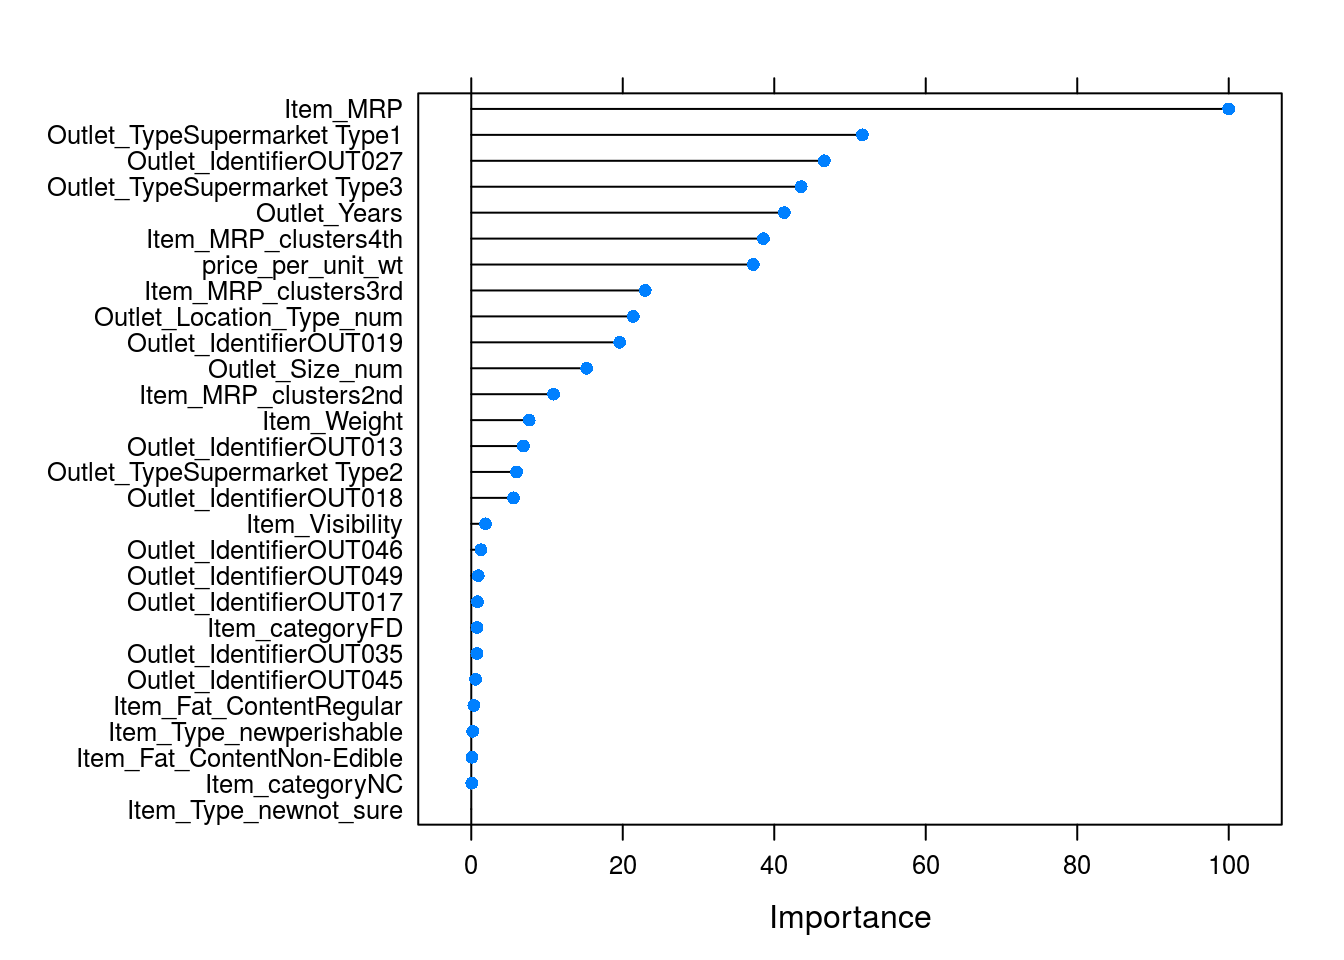 Item_MRP
Outlet_TypeSupermarket Type1
Outlet_IdentifierOUT027
Outlet_TypeSupermarket Type3
Outlet_Years
Item_MRP_clusters4th
price_per_unit_wt
Item_MRP_clusters3rd
Outlet_Location_Type_num
Outlet_IdentifierOUT019
Outlet_Size_num
Item_MRP_clusters2nd
Item_Weight
Outlet_IdentifierOUT013
Outlet_TypeSupermarket Type2
Outlet_IdentifierOUT018
Item_Visibility
Outlet_IdentifierOUT046
Outlet_IdentifierOUT049
Outlet_IdentifierOUT017
Item_categoryFD
Outlet_IdentifierOUT035
Outlet_IdentifierOUT045
Item_Fat_ContentRegular
Item_Type_newperishable
Item_Fat_ContentNon-Edible
Item_categoryNC
Item_Type_newnot_sure
0 20 40 60 80 100
Importance